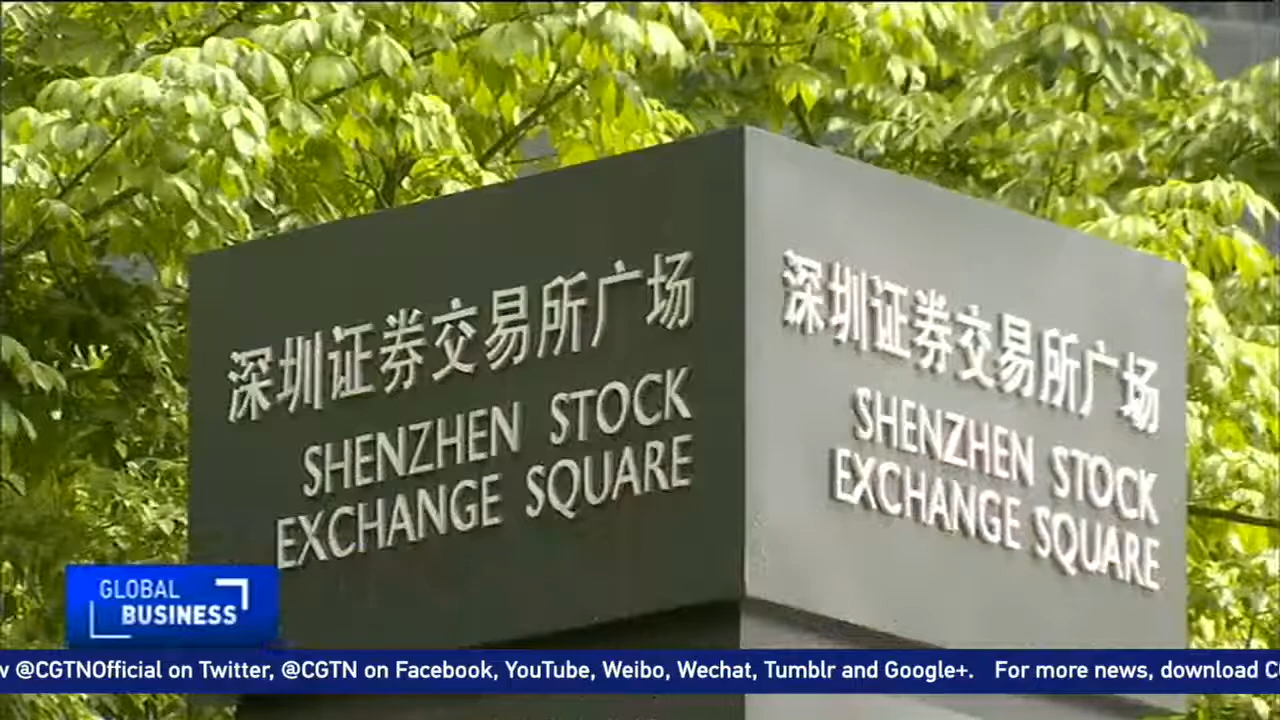 深圳证券交易所广场
SHENZHEN STOCK
EXCHANGE SQUARE
深圳证券交易所广场
SHENZHEN STOCK
EXCHANGE SQUARE
GLOBAL
BUSINESS
@CGTNOfficial on Twitter, @CGTN on Facebook, YouTube, Weibo, Wechat, Tumblr and Google+. For more news, download